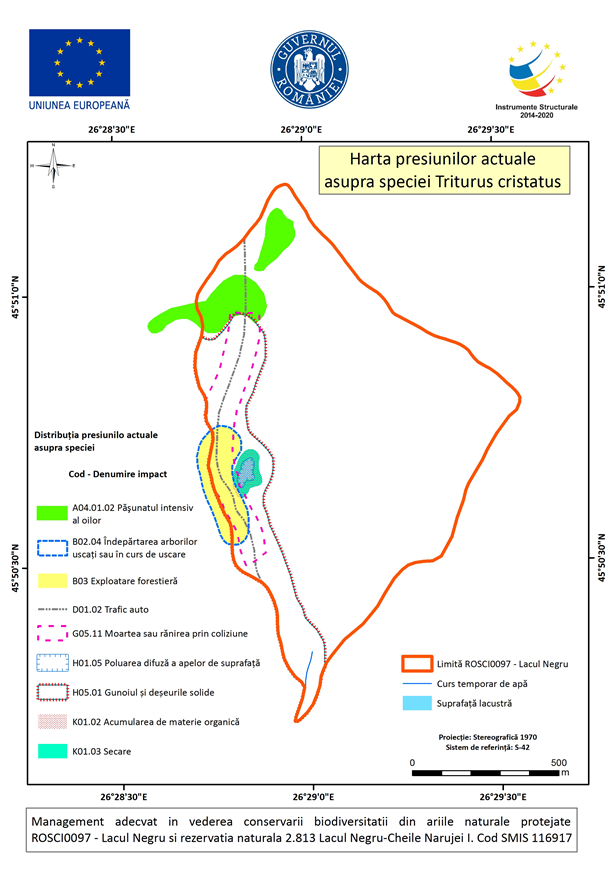 UNIUNEA EUROPEANĂ
GUVERNUL ROMÂNIEI
Instrumente Structurale
2014-2020
26°28,5"E
26°29,0"E
26°29,5"E
N
S
Harta presiunilor actuale
asupra speciei Triturus cristatus
45°51,0"N
45°51,0"N
45°50,30"N
45°50,30"N
Distribuția presiunilo actuale
asupra speciei
Cod - Denumire impact
A04.01.02 Pășunatul intensiv
al oilor
B02.04 Îndepărtarea arborilor
uscați sau în curs de uscare
B03 Exploatare forestieră
D01.02 Trafic auto
G05.11 Moartea sau rănirea prin coliziune
H01.05 Poluarea difuză a apelor de suprafață
H05.01 Gunoiul și deșeurile solide
K01.02 Acumularea de materie organică
K01.03 Secare
Limită ROSCI0097 - Lacul Negru
Curs temporar de apă
Suprafață lacustră
Proiecție: Stereografică 1970
Sistem de referință: S-42
0 500
m
26°28,5"E
26°29,0"E
26°29,5"E
Management adecvat in vederea conservarii biodiversitatii din ariile naturale protejate
ROSCI0097 - Lacul Negru si rezervatia naturala 2.813 Lacul Negru-Cheile Narujei I. Cod SMIS 116917